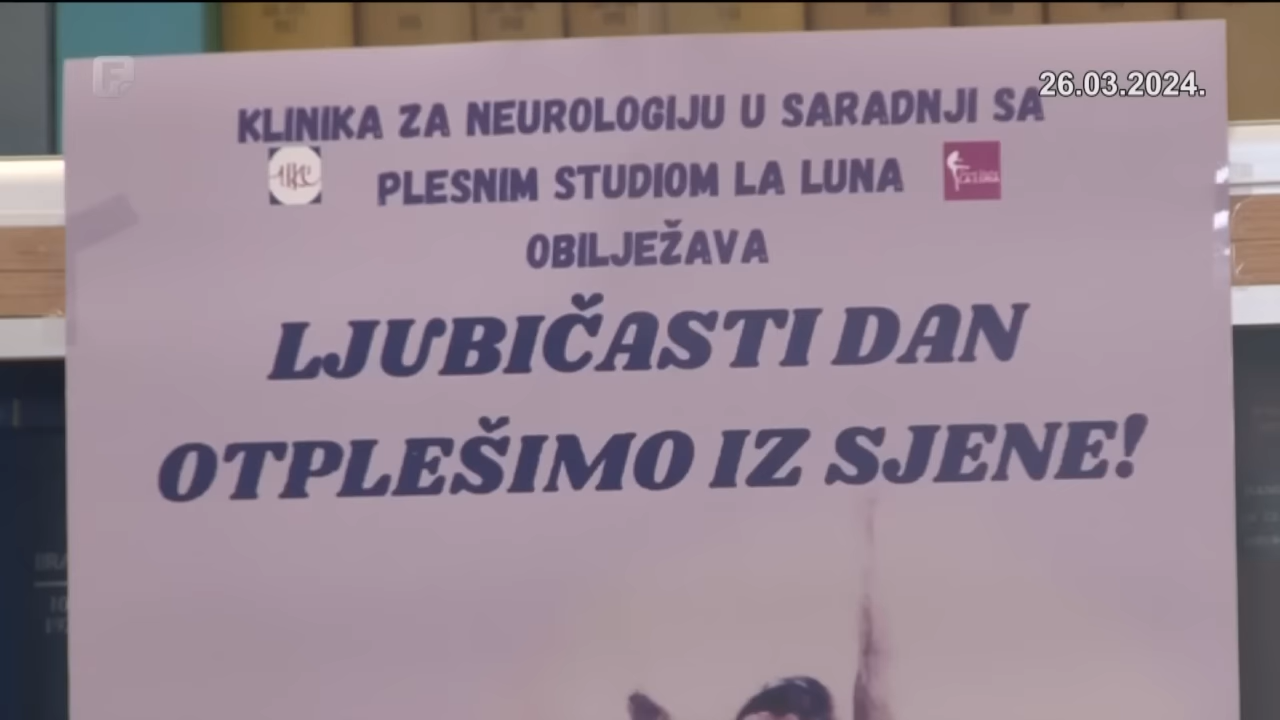 26.03.2024.
KLINIKA ZA NEUROLOGIJU U SARADNJI SA
PLESNIM STUDIOM LA LUNA
OBILJEŽAVA
LJUBIČASTI DAN
OTPLEŠIMO IZ SJENE!